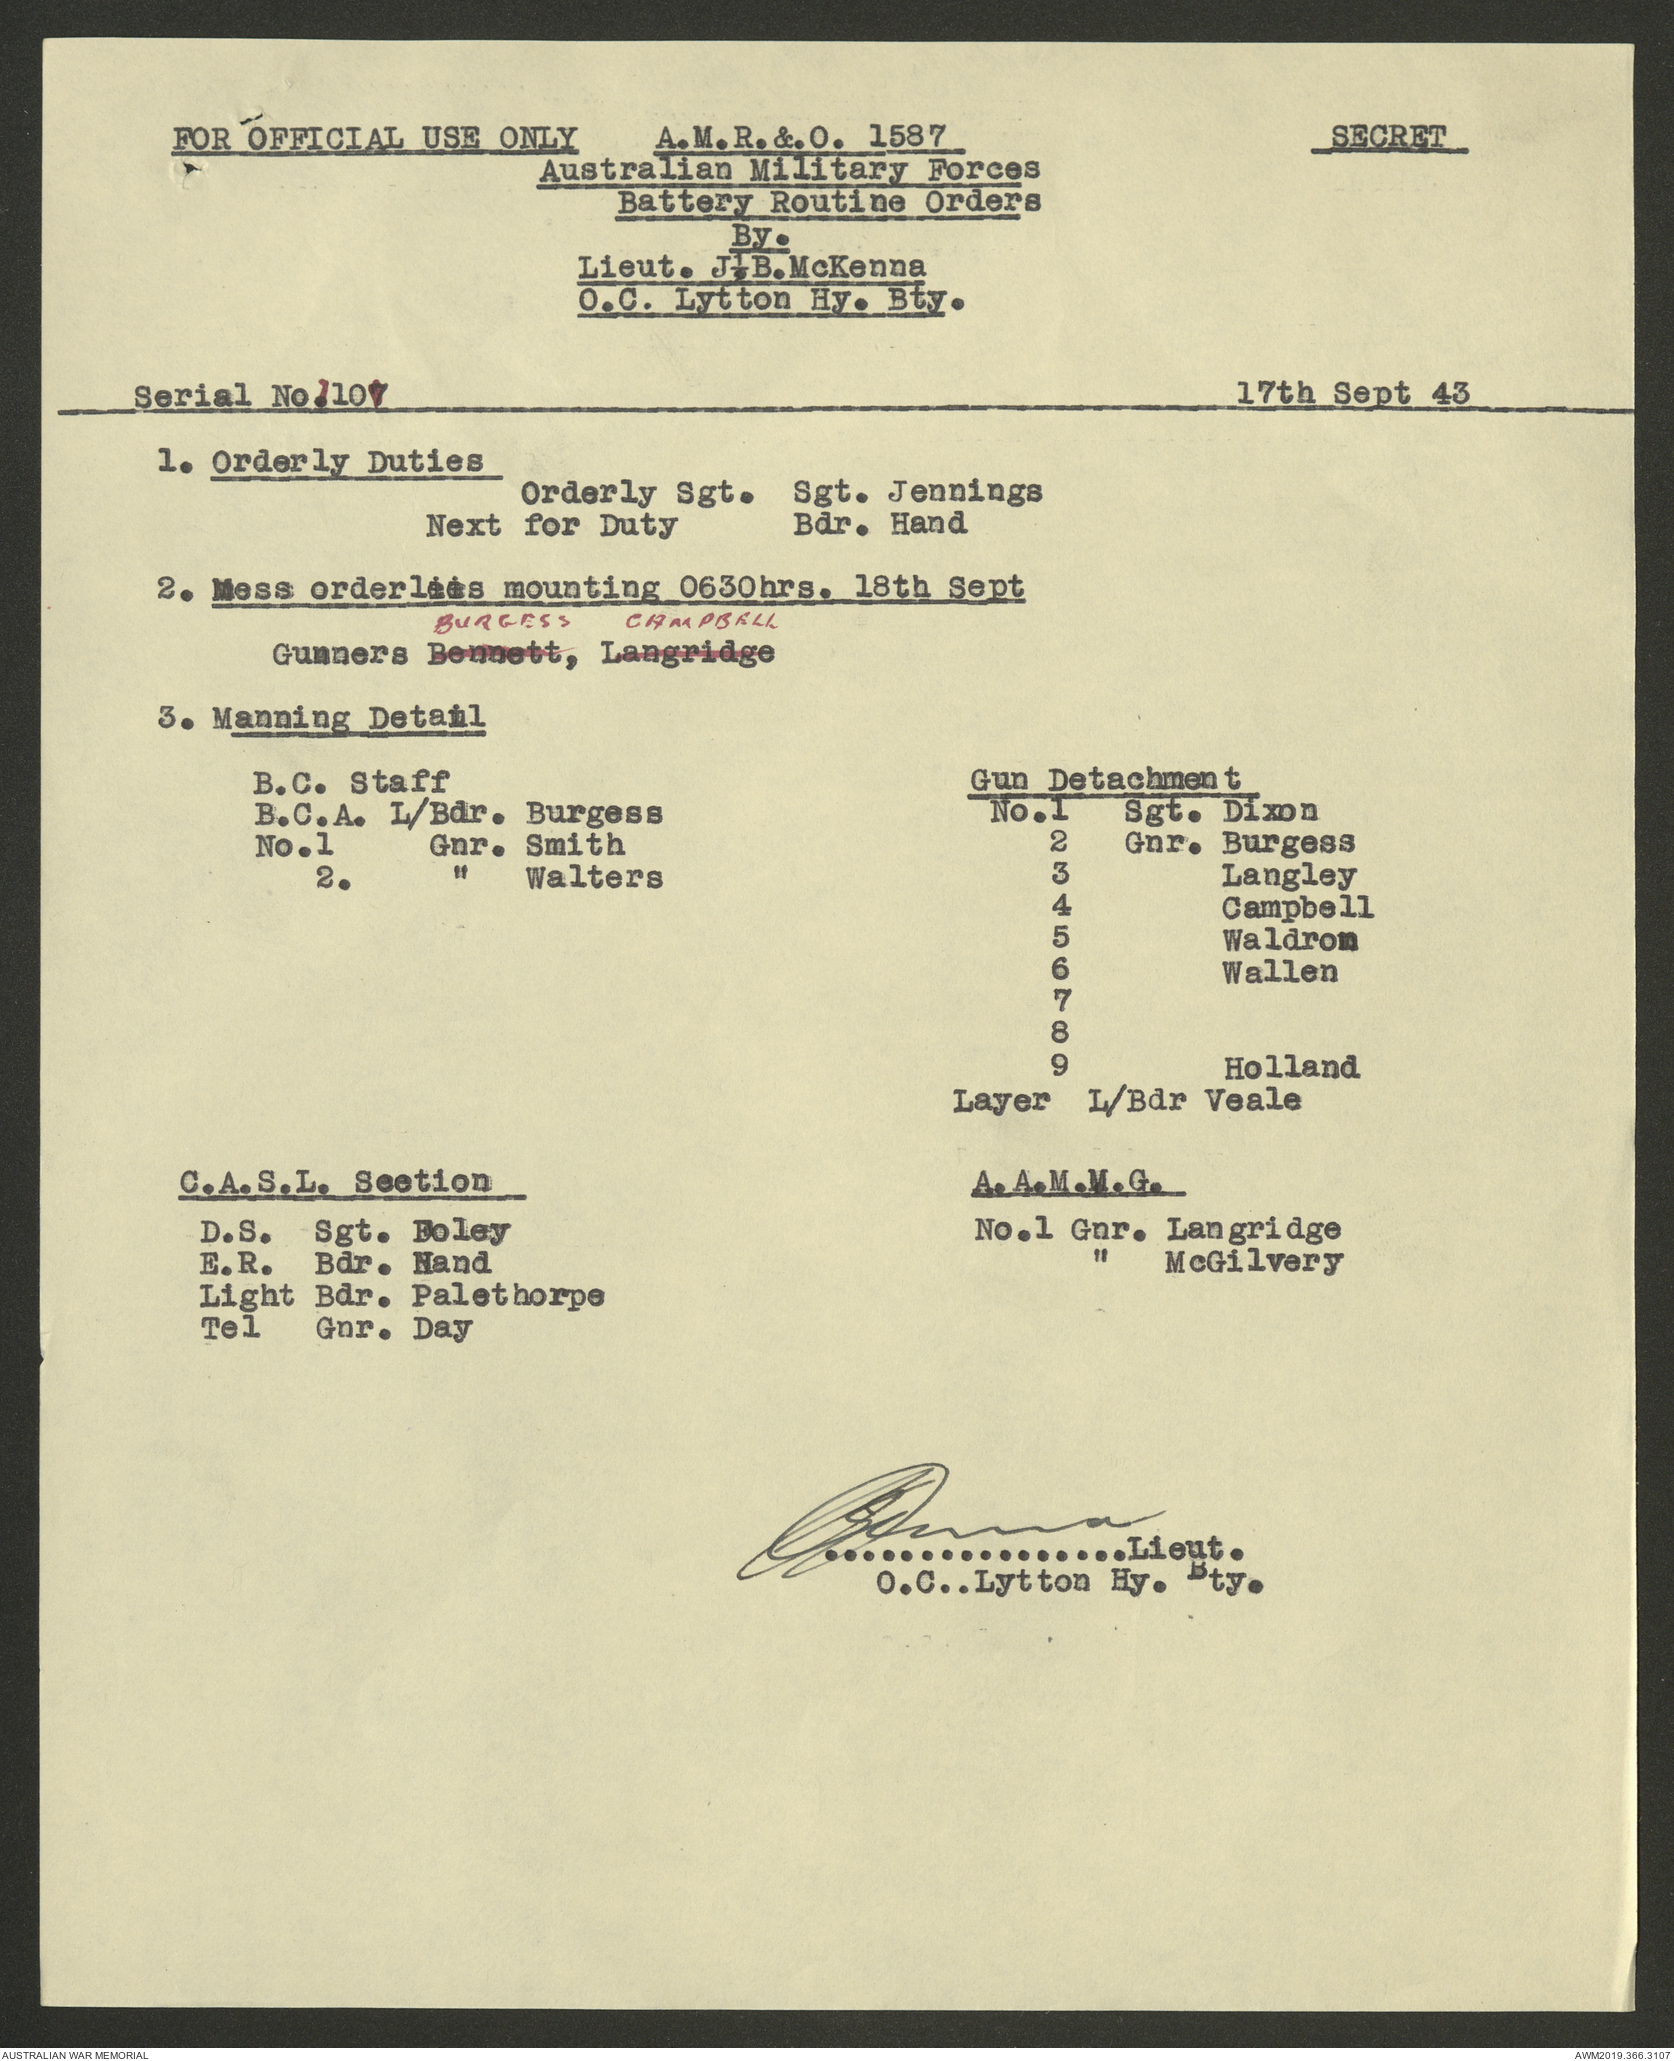 FOR OFFICIAL USE ONLY A.M.R.&.O. 1587 SECRET
Australian Military Forces
Battery Routine Orders
By.
Lieut. J.B.McKenna
O.C. Lytton Hy. Bty.
Serial No.107 17th Sept 43
1. Orderly Duties
Orderly Sgt. Sgt. Jennings
Next for Duty Bdr. Hand
2. Mess orderlies mounting 0630hrs. 18th Sept
BURGESS CAMPBELL
Gunners Bennett, Langridge
3. Manning Detail
B.C. Staff
B.C.A. L/Bdr. Burgess
No.1 Gnr. Smith
2. " Walters
Gun Detachment
No.1 Sgt. Dixon
2 Gnr. Burgess
3 Langley
4 Campbell
5 Waldron
6 Wallen
7
8
9 Holland
Layer L/Bdr Veale
C.A.S.L. Section
D.S. Sgt. Foley
E.R. Bdr. Hand
Light Bdr. Palethorpe
Tel Gnr. Day
A.A.M.M.G.
No.1 Gnr. Langridge
" McGilvery
.................Lieut.
O.C..Lytton Hy. Bty.
AUSTRALIAN WAR MEMORIAL AWM2019.366.3107